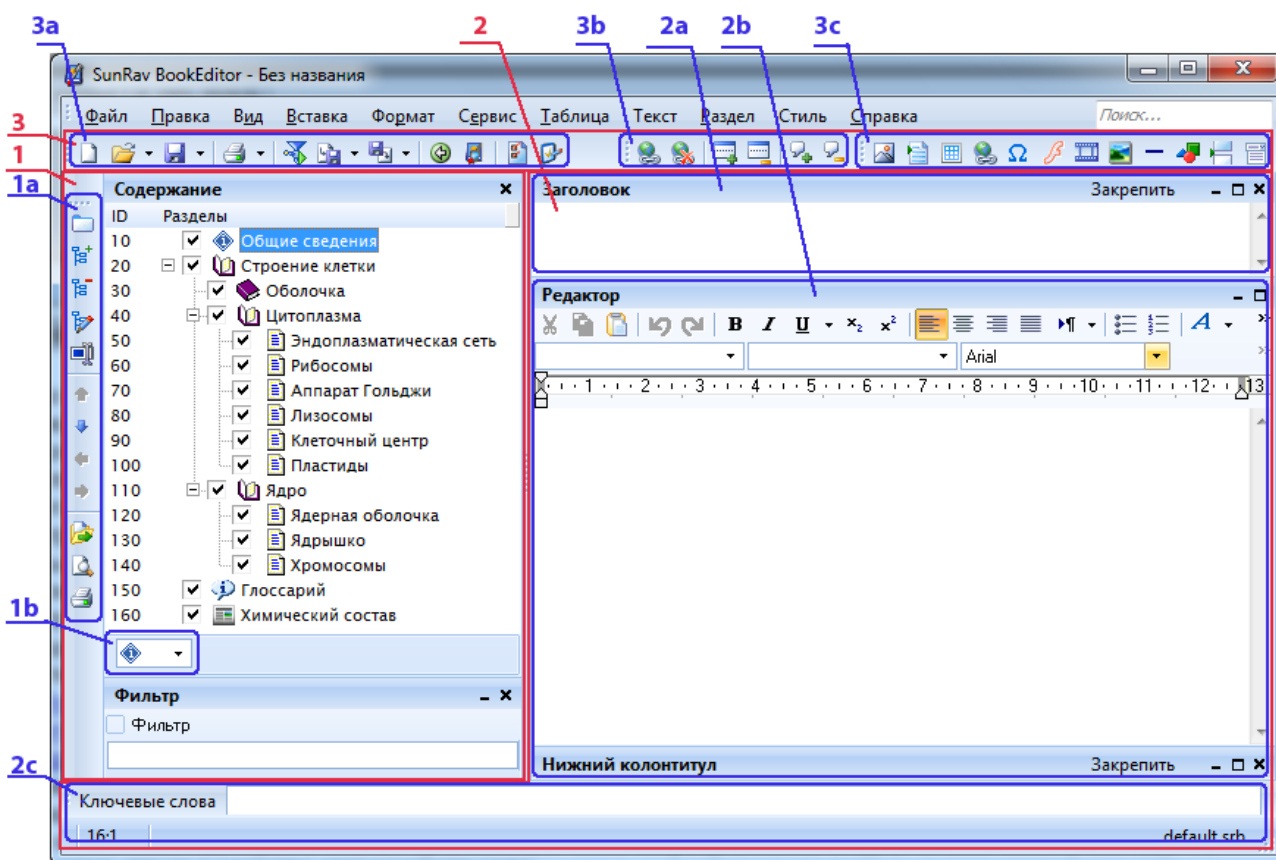 3a 2 3b 2a 2b 3c
SunRav BookEditor - Без названия
Файл Правка Вид Вставка Формат Сервис Таблица Текст Раздел Стиль Справка Поиск...
3
1
1a
Содержание
ID Разделы
10 Общие сведения
20 Строение клетки
30 Оболочка
40 Цитоплазма
50 Эндоплазматическая сеть
60 Рибосомы
70 Аппарат Гольджи
80 Лизосомы
90 Клеточный центр
100 Пластиды
110 Ядро
120 Ядерная оболочка
130 Ядрышко
140 Хромосомы
150 Глоссарий
160 Химический состав
1b
Фильтр
Фильтр
Заголовок Закрепить
Редактор
B I U x₂ x² A
Arial
1 2 3 4 5 6 7 8 9 10 11 12 13
Нижний колонтитул Закрепить
2c
Ключевые слова
16:1 default.srb